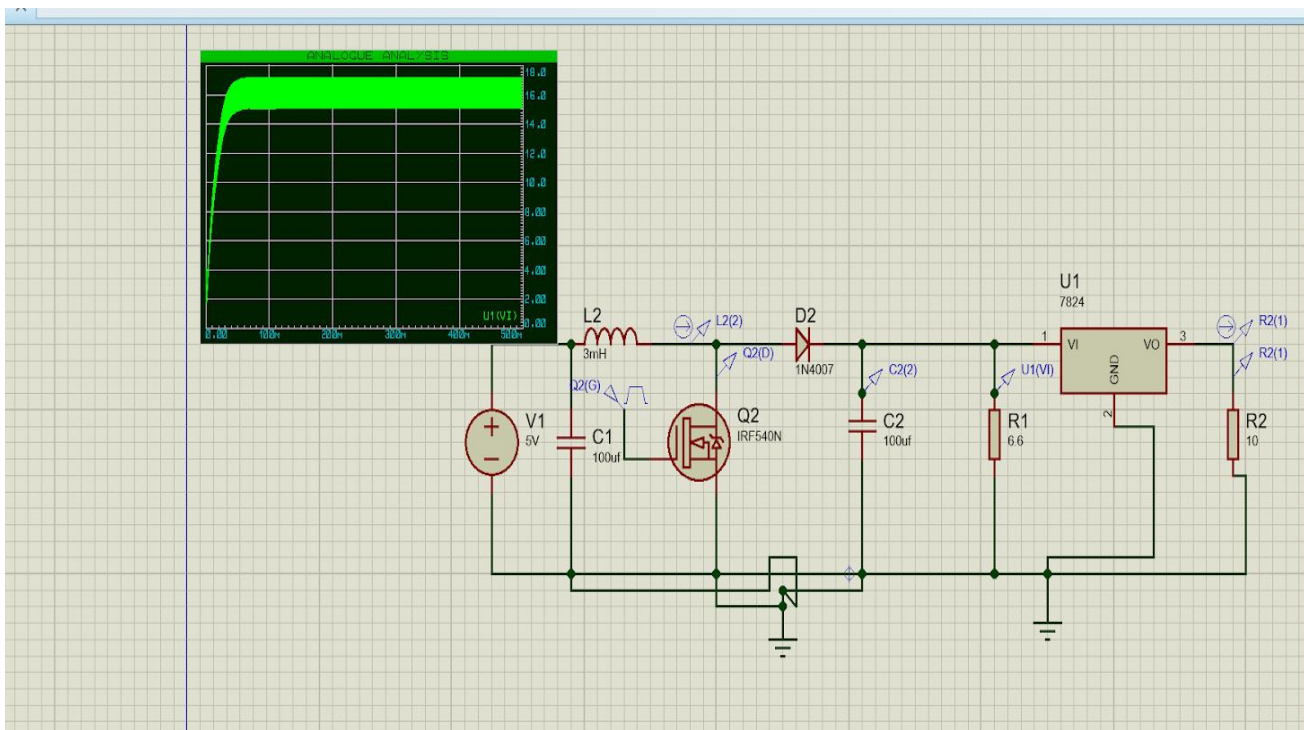 ANALOGUE ANALYSIS
18.0
16.0
14.0
12.0
10.0
8.00
6.00
4.00
2.00
0.00
U1(VI)
0.00 100m 200m 300m 400m 500m
L2
3mH
L2(2)
Q2(D)
D2
1N4007
C2(2)
U1(VI)
U1
7824
1
VI
VO
3
GND
2
R2(1)
R2(1)
Q2(G)
V1
5V
C1
100uf
Q2
IRF540N
C2
100uf
R1
6.6
R2
10